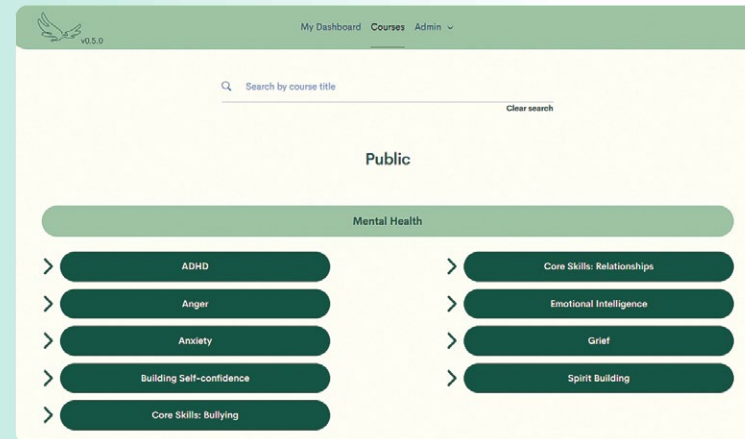 My Dashboard Courses Admin
v0.5.0
Search by course title
Clear search
Public
Mental Health
ADHD
Core Skills: Relationships
Anger
Emotional Intelligence
Anxiety
Grief
Building Self-confidence
Spirit Building
Core Skills: Bullying